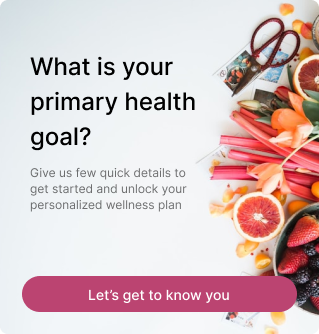 What is your
primary health
goal?
Give us few quick details to
get started and unlock your
personalized wellness plan
Let's get to know you